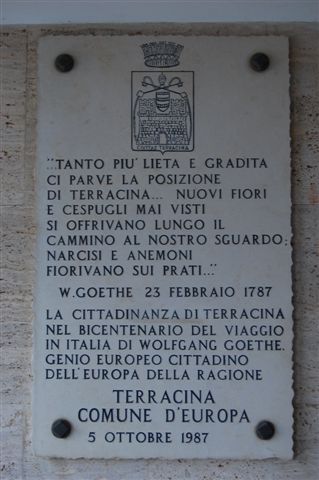 CIVITAS TERRACINA
"...TANTO PIU' LIETA E GRADITA
CI PARVE LA POSIZIONE
DI TERRACINA... NUOVI FIORI
E CESPUGLI MAI VISTI
SI OFFRIVANO LUNGO IL
CAMMINO AL NOSTRO SGUARDO;
NARCISI E ANEMONI
FIORIVANO SUI PRATI..."
W. GOETHE 23 FEBBRAIO 1787
LA CITTADINANZA DI TERRACINA
NEL BICENTENARIO DEL VIAGGIO
IN ITALIA DI WOLFGANG GOETHE.
GENIO EUROPEO CITTADINO
DELL'EUROPA DELLA RAGIONE
TERRACINA
COMUNE D'EUROPA
5 OTTOBRE 1987